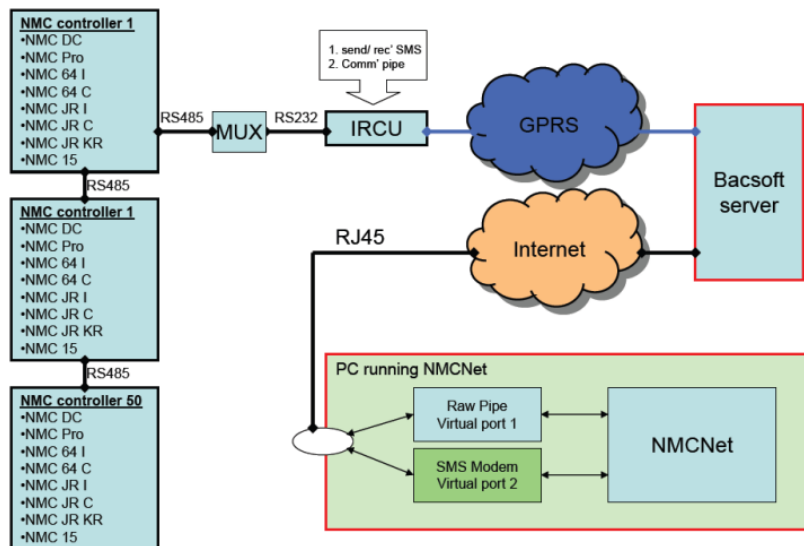 NMC controller 1
•NMC DC
•NMC Pro
•NMC 64 I
•NMC 64 C
•NMC JR I
•NMC JR C
•NMC JR KR
•NMC 15
RS485
MUX
RS232
1. send/ rec' SMS
2. Comm' pipe
IRCU
GPRS
Bacsoft
server
RS485
NMC controller 1
•NMC DC
•NMC Pro
•NMC 64 I
•NMC 64 C
•NMC JR I
•NMC JR C
•NMC JR KR
•NMC 15
RJ45
Internet
RS485
NMC controller 50
•NMC DC
•NMC Pro
•NMC 64 I
•NMC 64 C
•NMC JR I
•NMC JR C
•NMC JR KR
•NMC 15
PC running NMCNet
Raw Pipe
Virtual port 1
SMS Modem
Virtual port 2
NMCNet